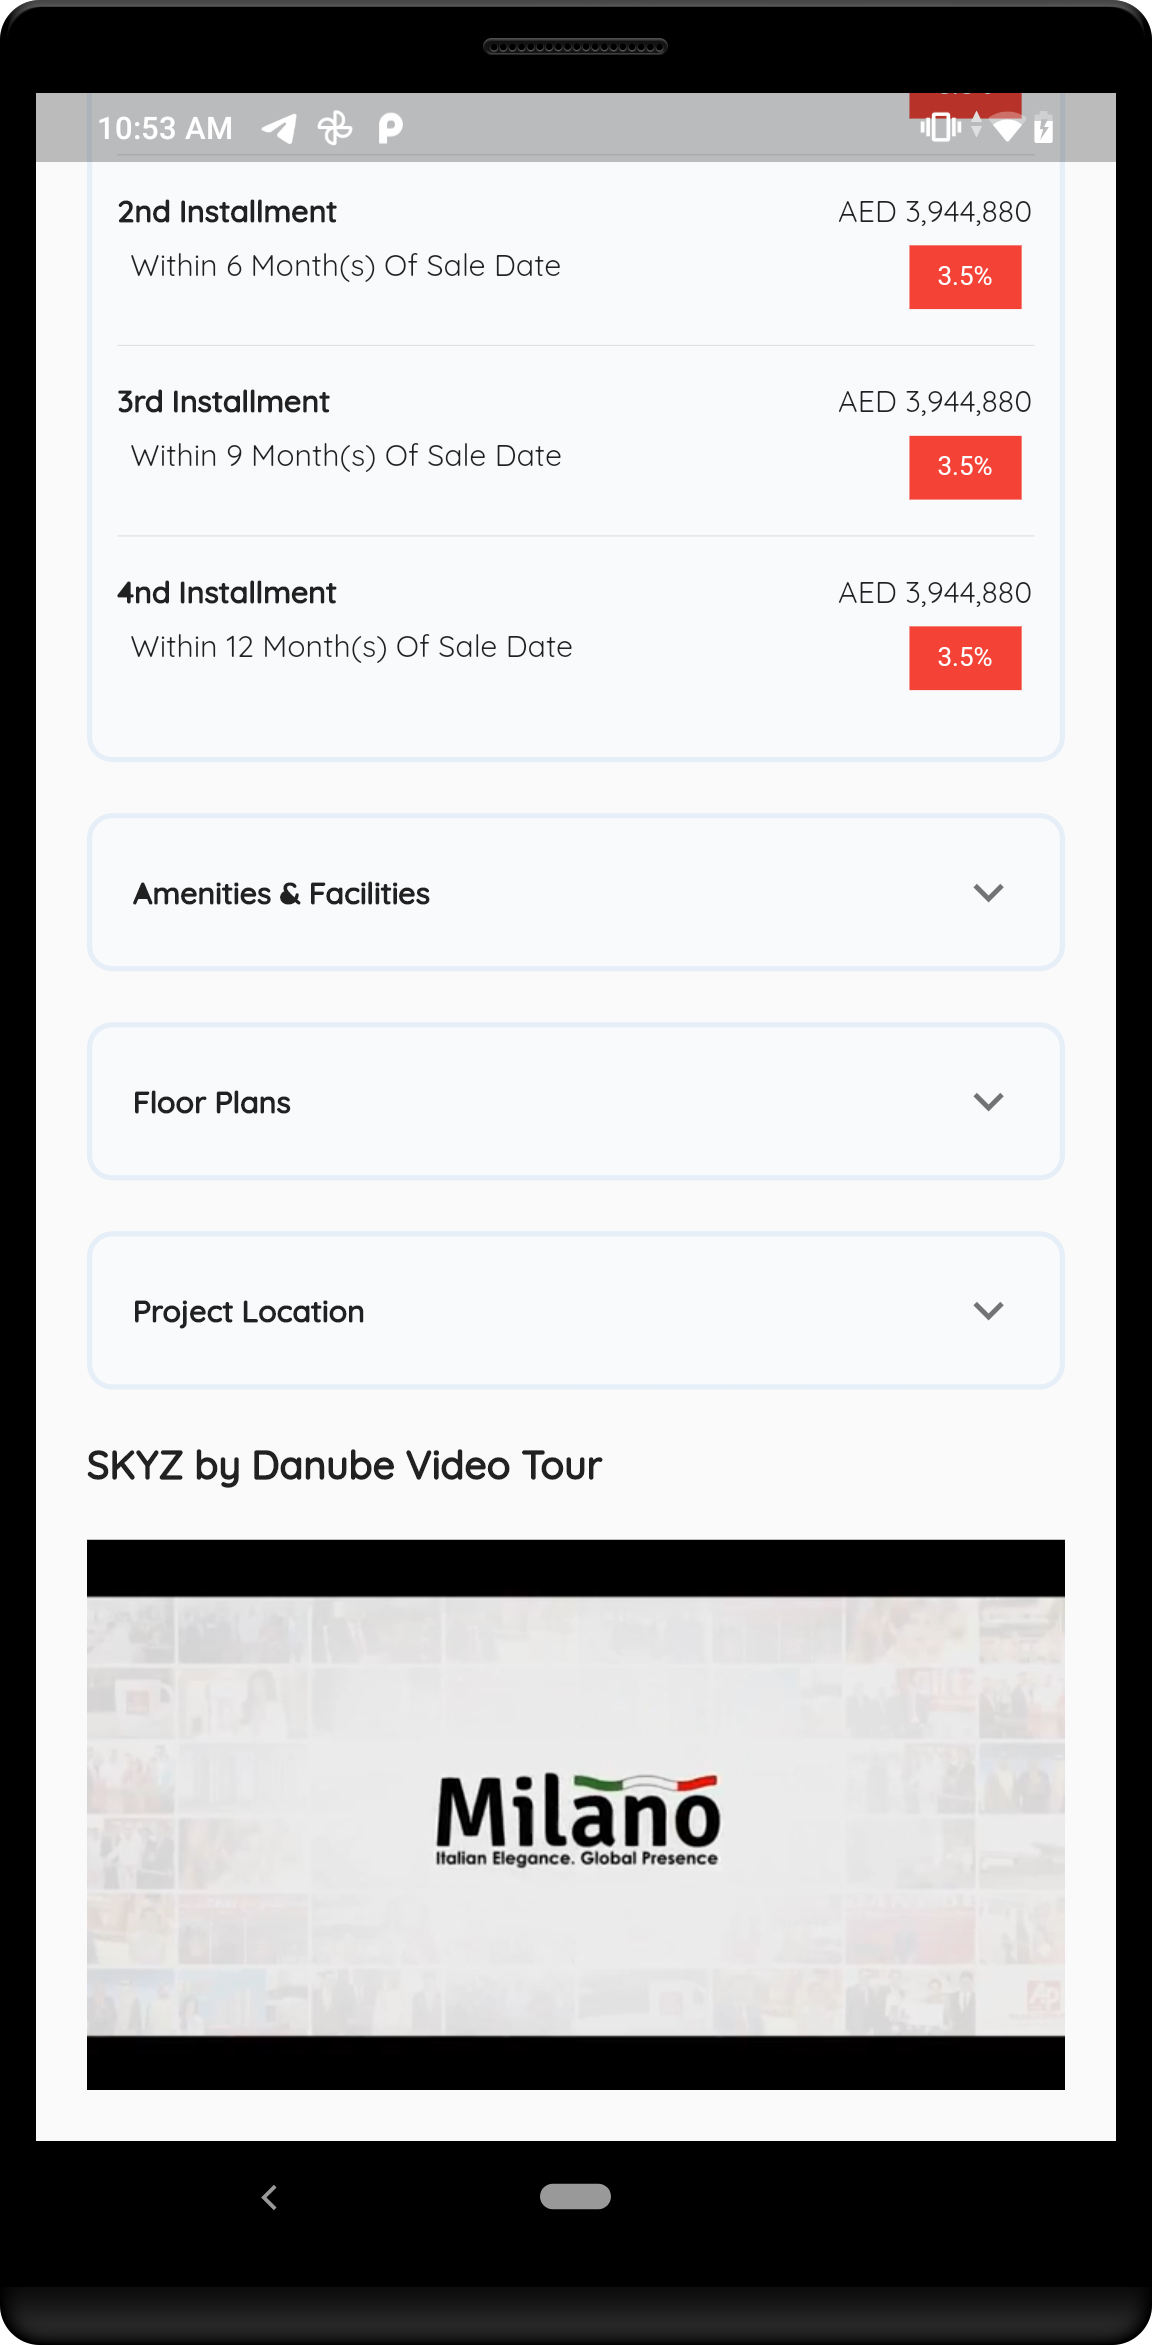 10:53 AM
2nd Installment
AED 3,944,880
Within 6 Month(s) Of Sale Date
3.5%
3rd Installment
AED 3,944,880
Within 9 Month(s) Of Sale Date
3.5%
4nd Installment
AED 3,944,880
Within 12 Month(s) Of Sale Date
3.5%
Amenities & Facilities
Floor Plans
Project Location
SKYZ by Danube Video Tour
Milano
Italian Elegance. Global Presence